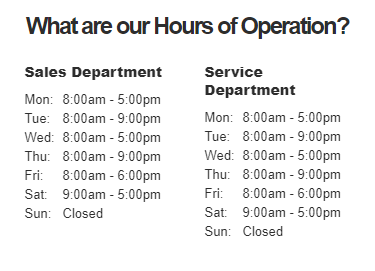 What are our Hours of Operation?
Sales Department
Mon: 8:00am - 5:00pm
Tue: 8:00am - 9:00pm
Wed: 8:00am - 5:00pm
Thu: 8:00am - 9:00pm
Fri: 8:00am - 6:00pm
Sat: 9:00am - 5:00pm
Sun: Closed
Service
Department
Mon: 8:00am - 5:00pm
Tue: 8:00am - 9:00pm
Wed: 8:00am - 5:00pm
Thu: 8:00am - 9:00pm
Fri: 8:00am - 6:00pm
Sat: 9:00am - 5:00pm
Sun: Closed